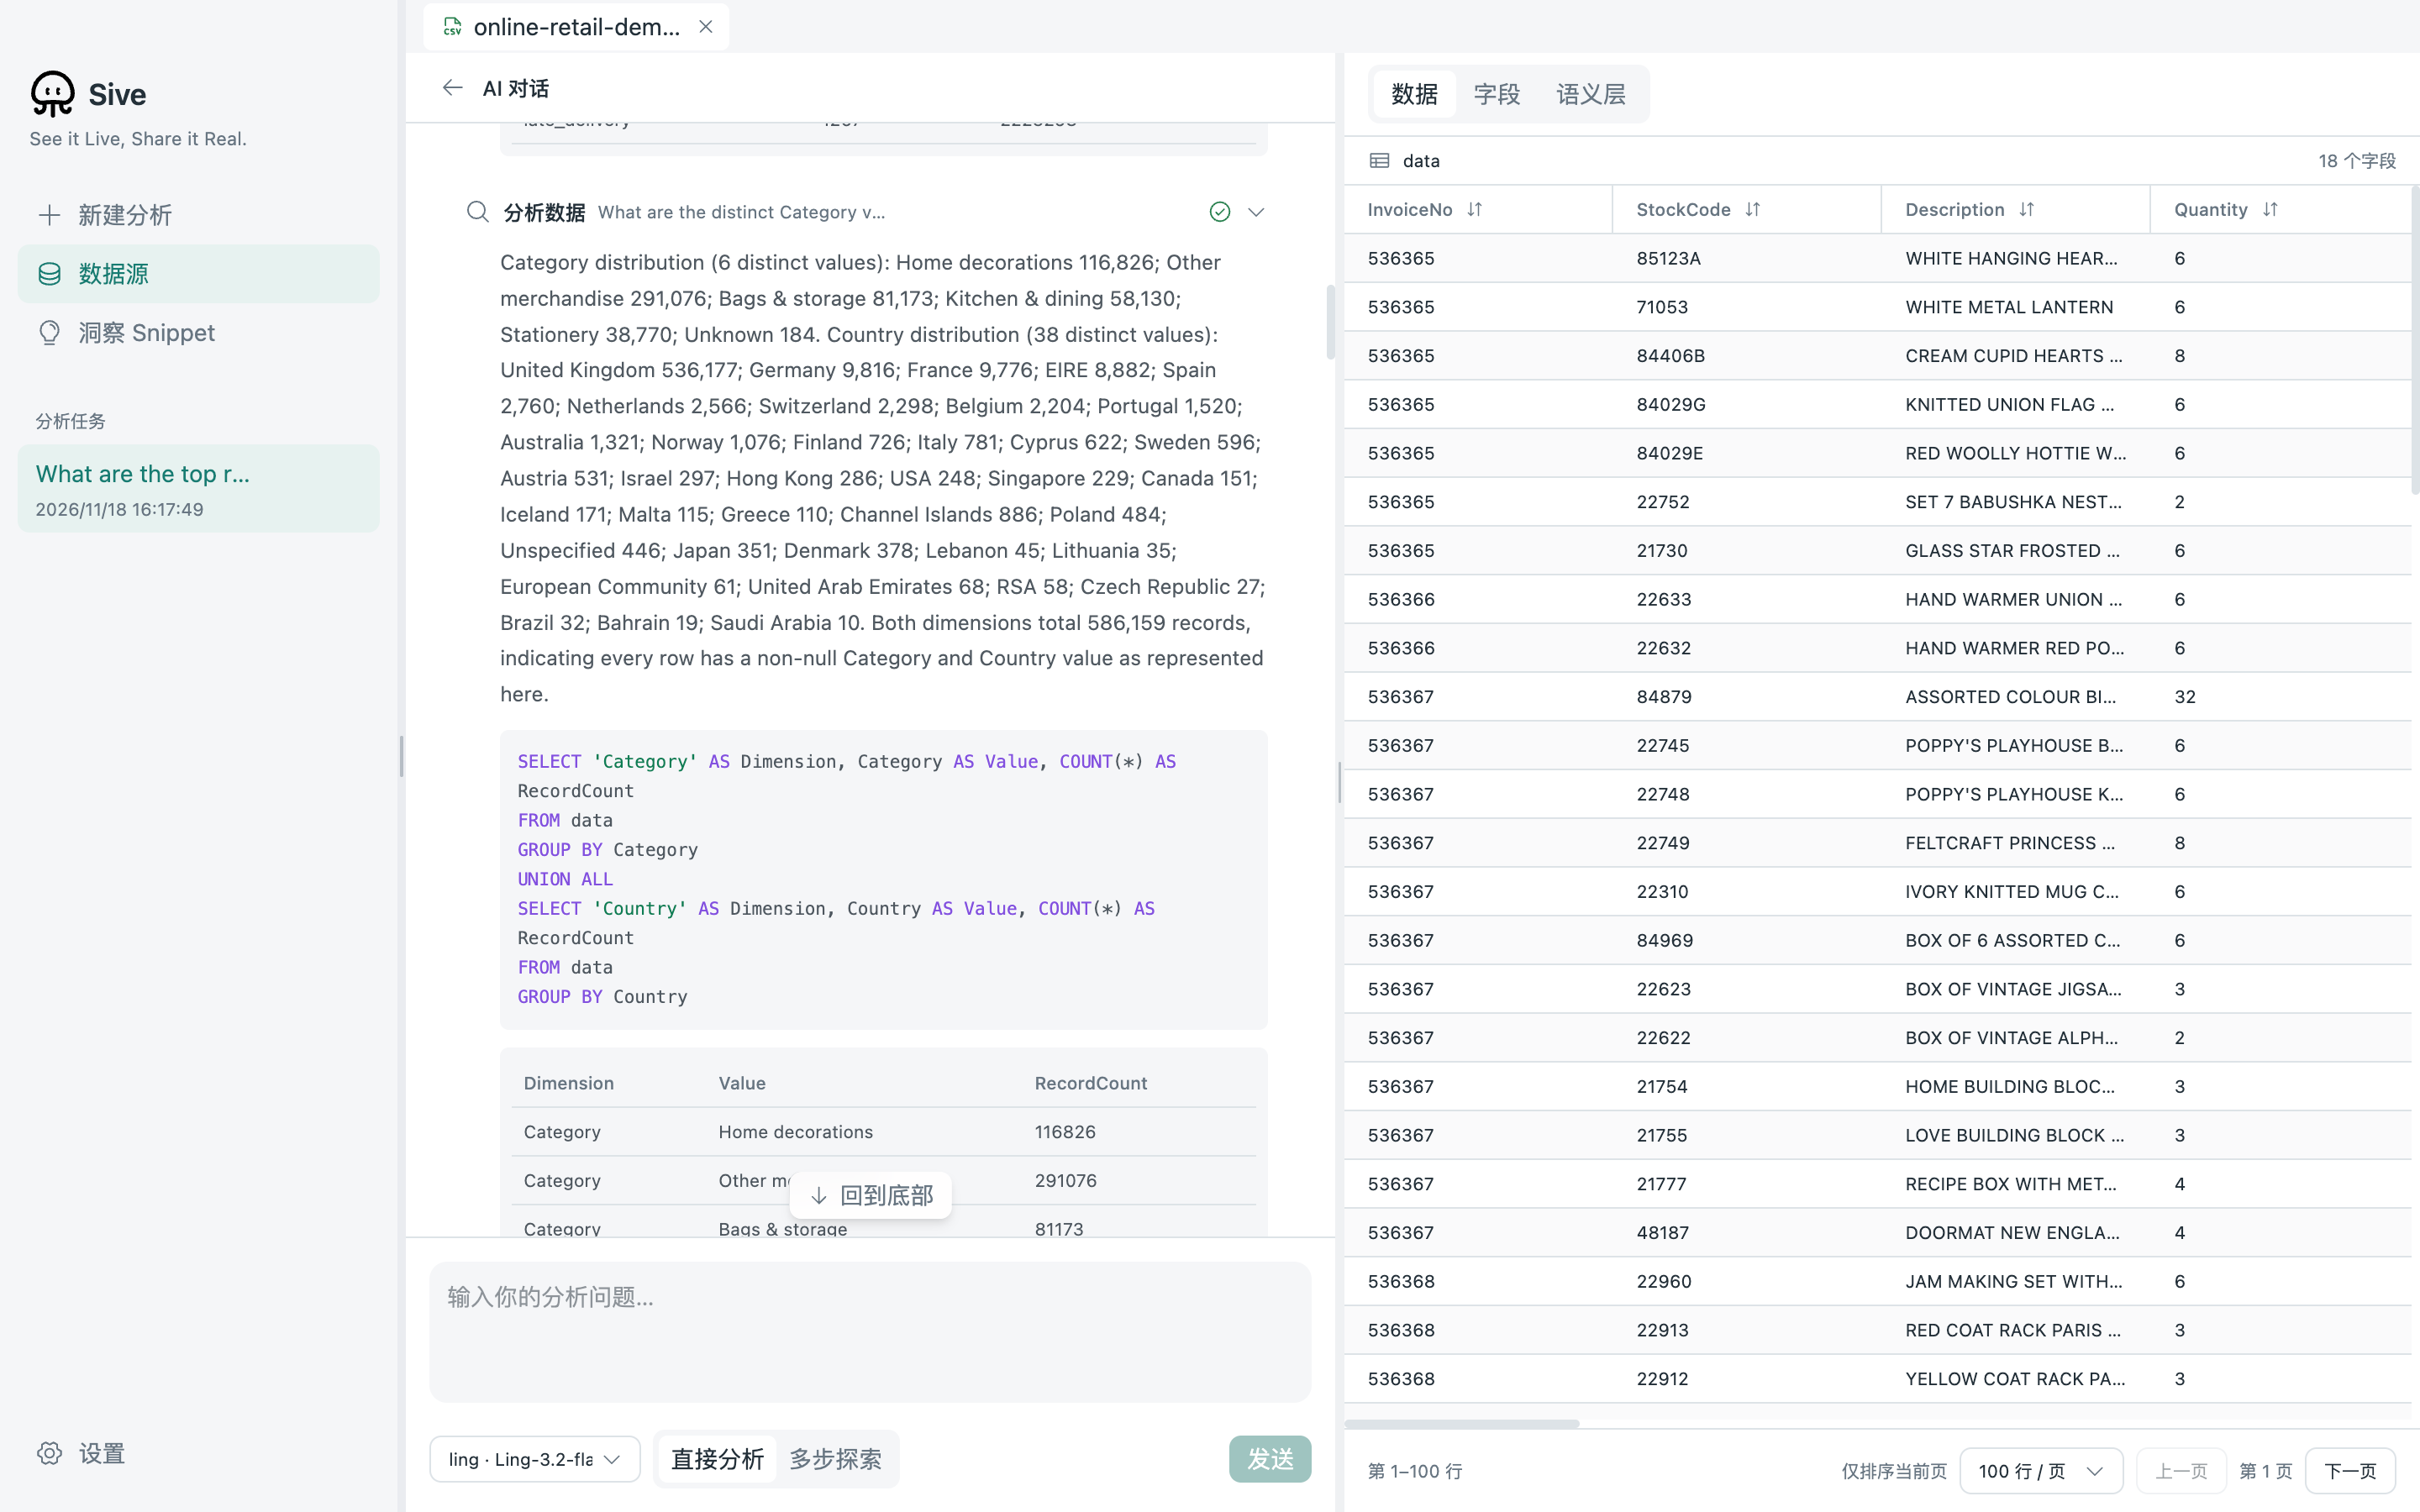 online-retail-dem...
Sive
See it Live, Share it Real.
新建分析
数据源
洞察 Snippet
分析任务
What are the top r...
2026/11/18 16:17:49
设置
AI 对话
分析数据 What are the distinct Category v...
Category distribution (6 distinct values): Home decorations 116,826; Other
merchandise 291,076; Bags & storage 81,173; Kitchen & dining 58,130;
Stationery 38,770; Unknown 184. Country distribution (38 distinct values):
United Kingdom 536,177; Germany 9,816; France 9,776; EIRE 8,882; Spain
2,760; Netherlands 2,566; Switzerland 2,298; Belgium 2,204; Portugal 1,520;
Australia 1,321; Norway 1,076; Finland 726; Italy 781; Cyprus 622; Sweden 596;
Austria 531; Israel 297; Hong Kong 286; USA 248; Singapore 229; Canada 151;
Iceland 171; Malta 115; Greece 110; Channel Islands 886; Poland 484;
Unspecified 446; Japan 351; Denmark 378; Lebanon 45; Lithuania 35;
European Community 61; United Arab Emirates 68; RSA 58; Czech Republic 27;
Brazil 32; Bahrain 19; Saudi Arabia 10. Both dimensions total 586,159 records,
indicating every row has a non-null Category and Country value as represented
here.
SELECT 'Category' AS Dimension, Category AS Value, COUNT(*) AS
RecordCount
FROM data
GROUP BY Category
UNION ALL
SELECT 'Country' AS Dimension, Country AS Value, COUNT(*) AS
RecordCount
FROM data
GROUP BY Country
Dimension Value RecordCount
Category Home decorations 116826
Category Other 291076
Category Bags & storage 81173
回到底部
输入你的分析问题...
ling · Ling-3.2-fla
直接分析 多步探索
发送
数据 字段 语义层
data 18 个字段
InvoiceNo StockCode Description Quantity
536365 85123A WHITE HANGING HEAR... 6
536365 71053 WHITE METAL LANTERN 6
536365 84406B CREAM CUPID HEARTS ... 8
536365 84029G KNITTED UNION FLAG ... 6
536365 84029E RED WOOLLY HOTTIE W... 6
536365 22752 SET 7 BABUSHKA NEST... 2
536365 21730 GLASS STAR FROSTED ... 6
536366 22633 HAND WARMER UNION ... 6
536366 22632 HAND WARMER RED PO... 6
536367 84879 ASSORTED COLOUR BI... 32
536367 22745 POPPY'S PLAYHOUSE B... 6
536367 22748 POPPY'S PLAYHOUSE K... 6
536367 22749 FELTCRAFT PRINCESS ... 8
536367 22310 IVORY KNITTED MUG C... 6
536367 84969 BOX OF 6 ASSORTED C... 6
536367 22623 BOX OF VINTAGE JIGSA... 3
536367 22622 BOX OF VINTAGE ALPH... 2
536367 21754 HOME BUILDING BLOC... 3
536367 21755 LOVE BUILDING BLOCK ... 3
536367 21777 RECIPE BOX WITH MET... 4
536367 48187 DOORMAT NEW ENGLA... 4
536368 22960 JAM MAKING SET WITH... 6
536368 22913 RED COAT RACK PARIS ... 3
536368 22912 YELLOW COAT RACK PA... 3
第 1–100 行 仅排序当前页 100 行 / 页 上一页 第 1 页 下一页